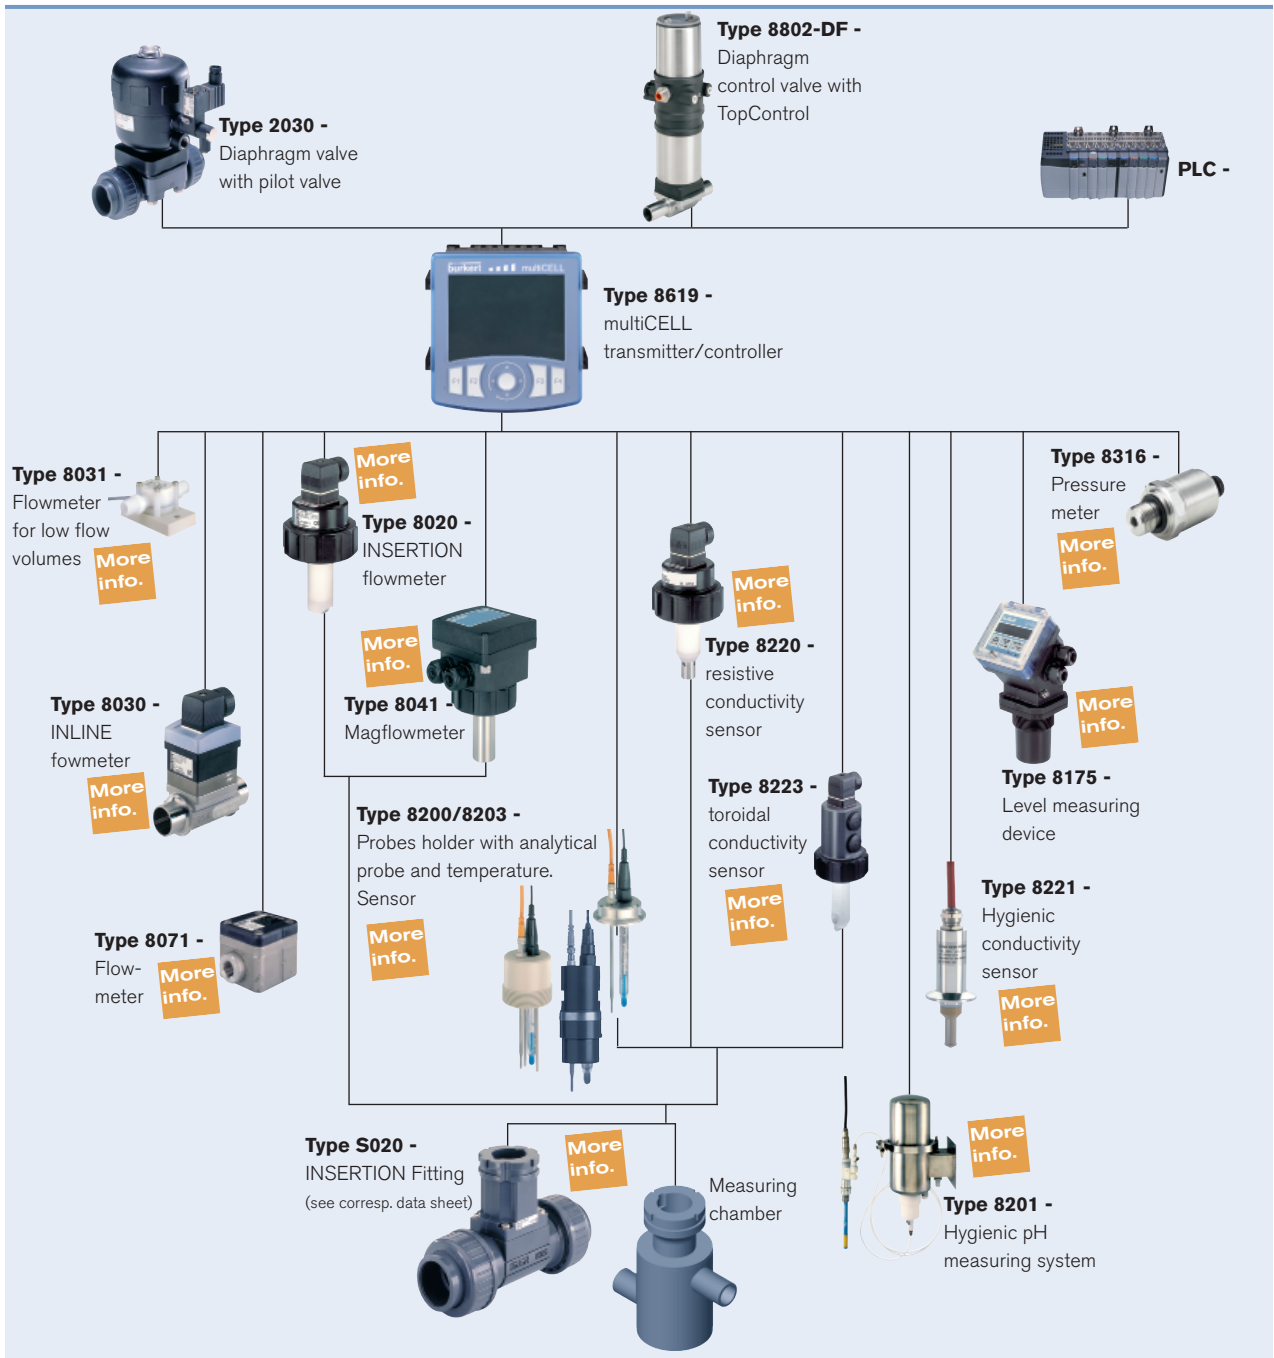 Type 8802-DF -
Diaphragm
control valve with
TopControl
Type 2030 -
Diaphragm valve
with pilot valve
PLC -
burkert multiCELL
F1 F2 F3 F4
Type 8619 -
multiCELL
transmitter/controller
Type 8031 -
Flowmeter
for low flow
volumes
More
info.
More
info.
Type 8020 -
INSERTION
flowmeter
Type 8316 -
Pressure
meter
More
info.
More
info.
Type 8220 -
resistive
conductivity
sensor
More
info.
Type 8041 -
Magflowmeter
Type 8030 -
INLINE
fowmeter
More
info.
More
info.
Type 8175 -
Level measuring
device
Type 8223 -
toroidal
conductivity
sensor
More
info.
Type 8200/8203 -
Probes holder with analytical
probe and temperature.
Sensor
More
info.
Type 8221 -
Hygienic
conductivity
sensor
More
info.
Type 8071 -
Flow-
meter
More
info.
Type S020 -
INSERTION Fitting
(see corresp. data sheet)
More
info.
Measuring
chamber
More
info.
Type 8201 -
Hygienic pH
measuring system